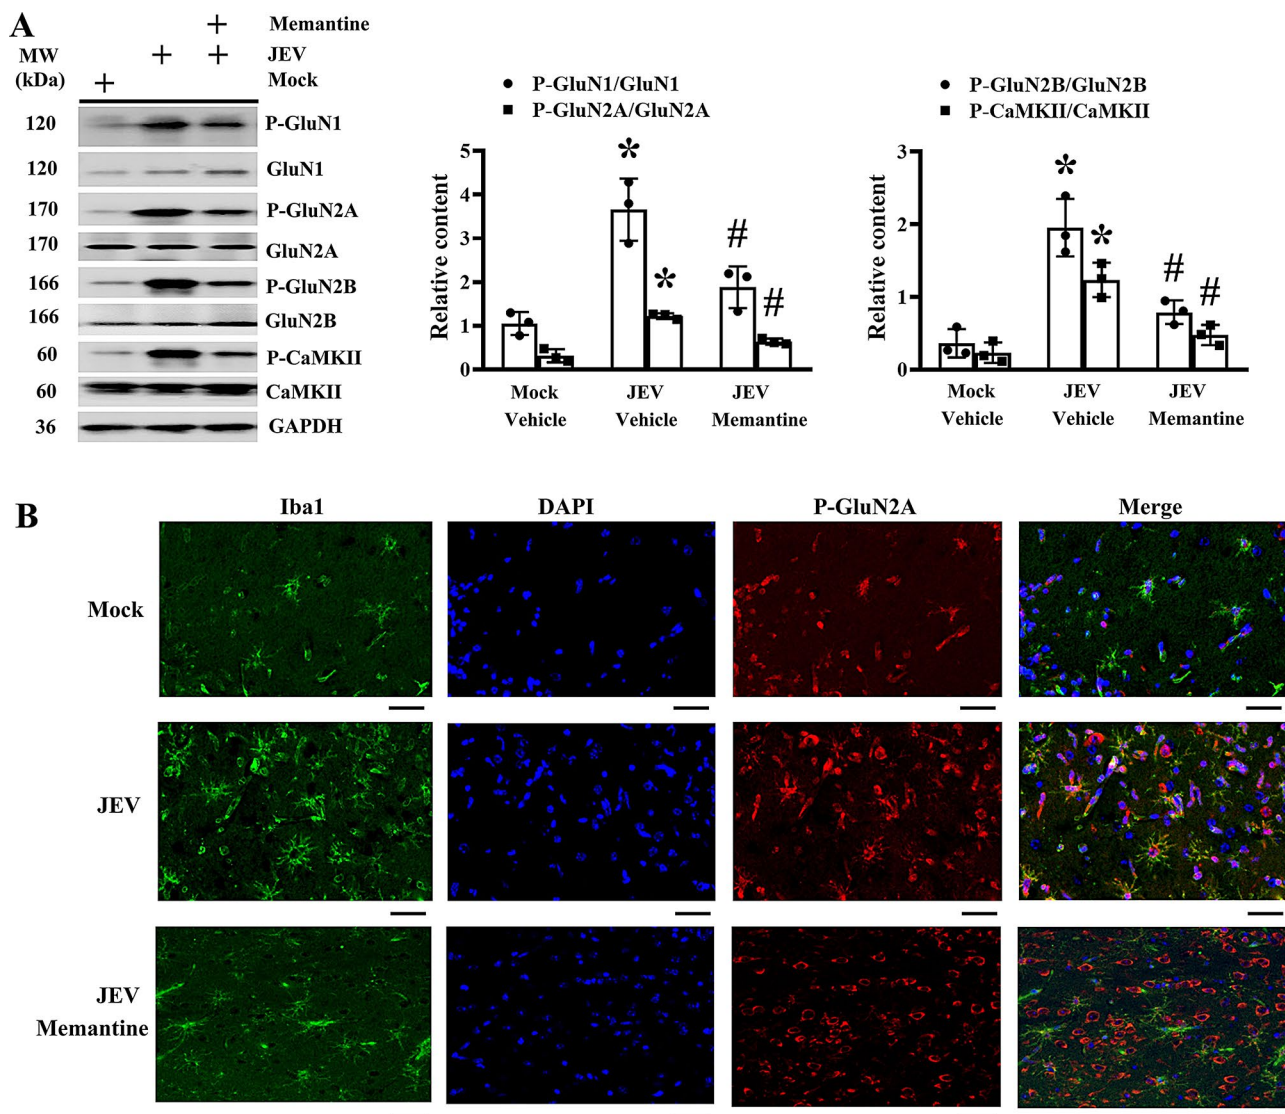 A
+ Memantine
MW + + JEV
(kDa) + Mock
120 P-GluN1
120 GluN1
170 P-GluN2A
170 GluN2A
166 P-GluN2B
166 GluN2B
60 P-CaMKII
60 CaMKII
36 GAPDH
P-GluN1/GluN1
P-GluN2A/GluN2A
Relative content
5
4
3
2
1
0
*
*
#
#
Mock
Vehicle
JEV
Vehicle
JEV
Memantine
P-GluN2B/GluN2B
P-CaMKII/CaMKII
Relative content
3
2
1
0
*
*
#
#
Mock
Vehicle
JEV
Vehicle
JEV
Memantine
B
Iba1 DAPI P-GluN2A Merge
Mock
JEV
JEV
Memantine